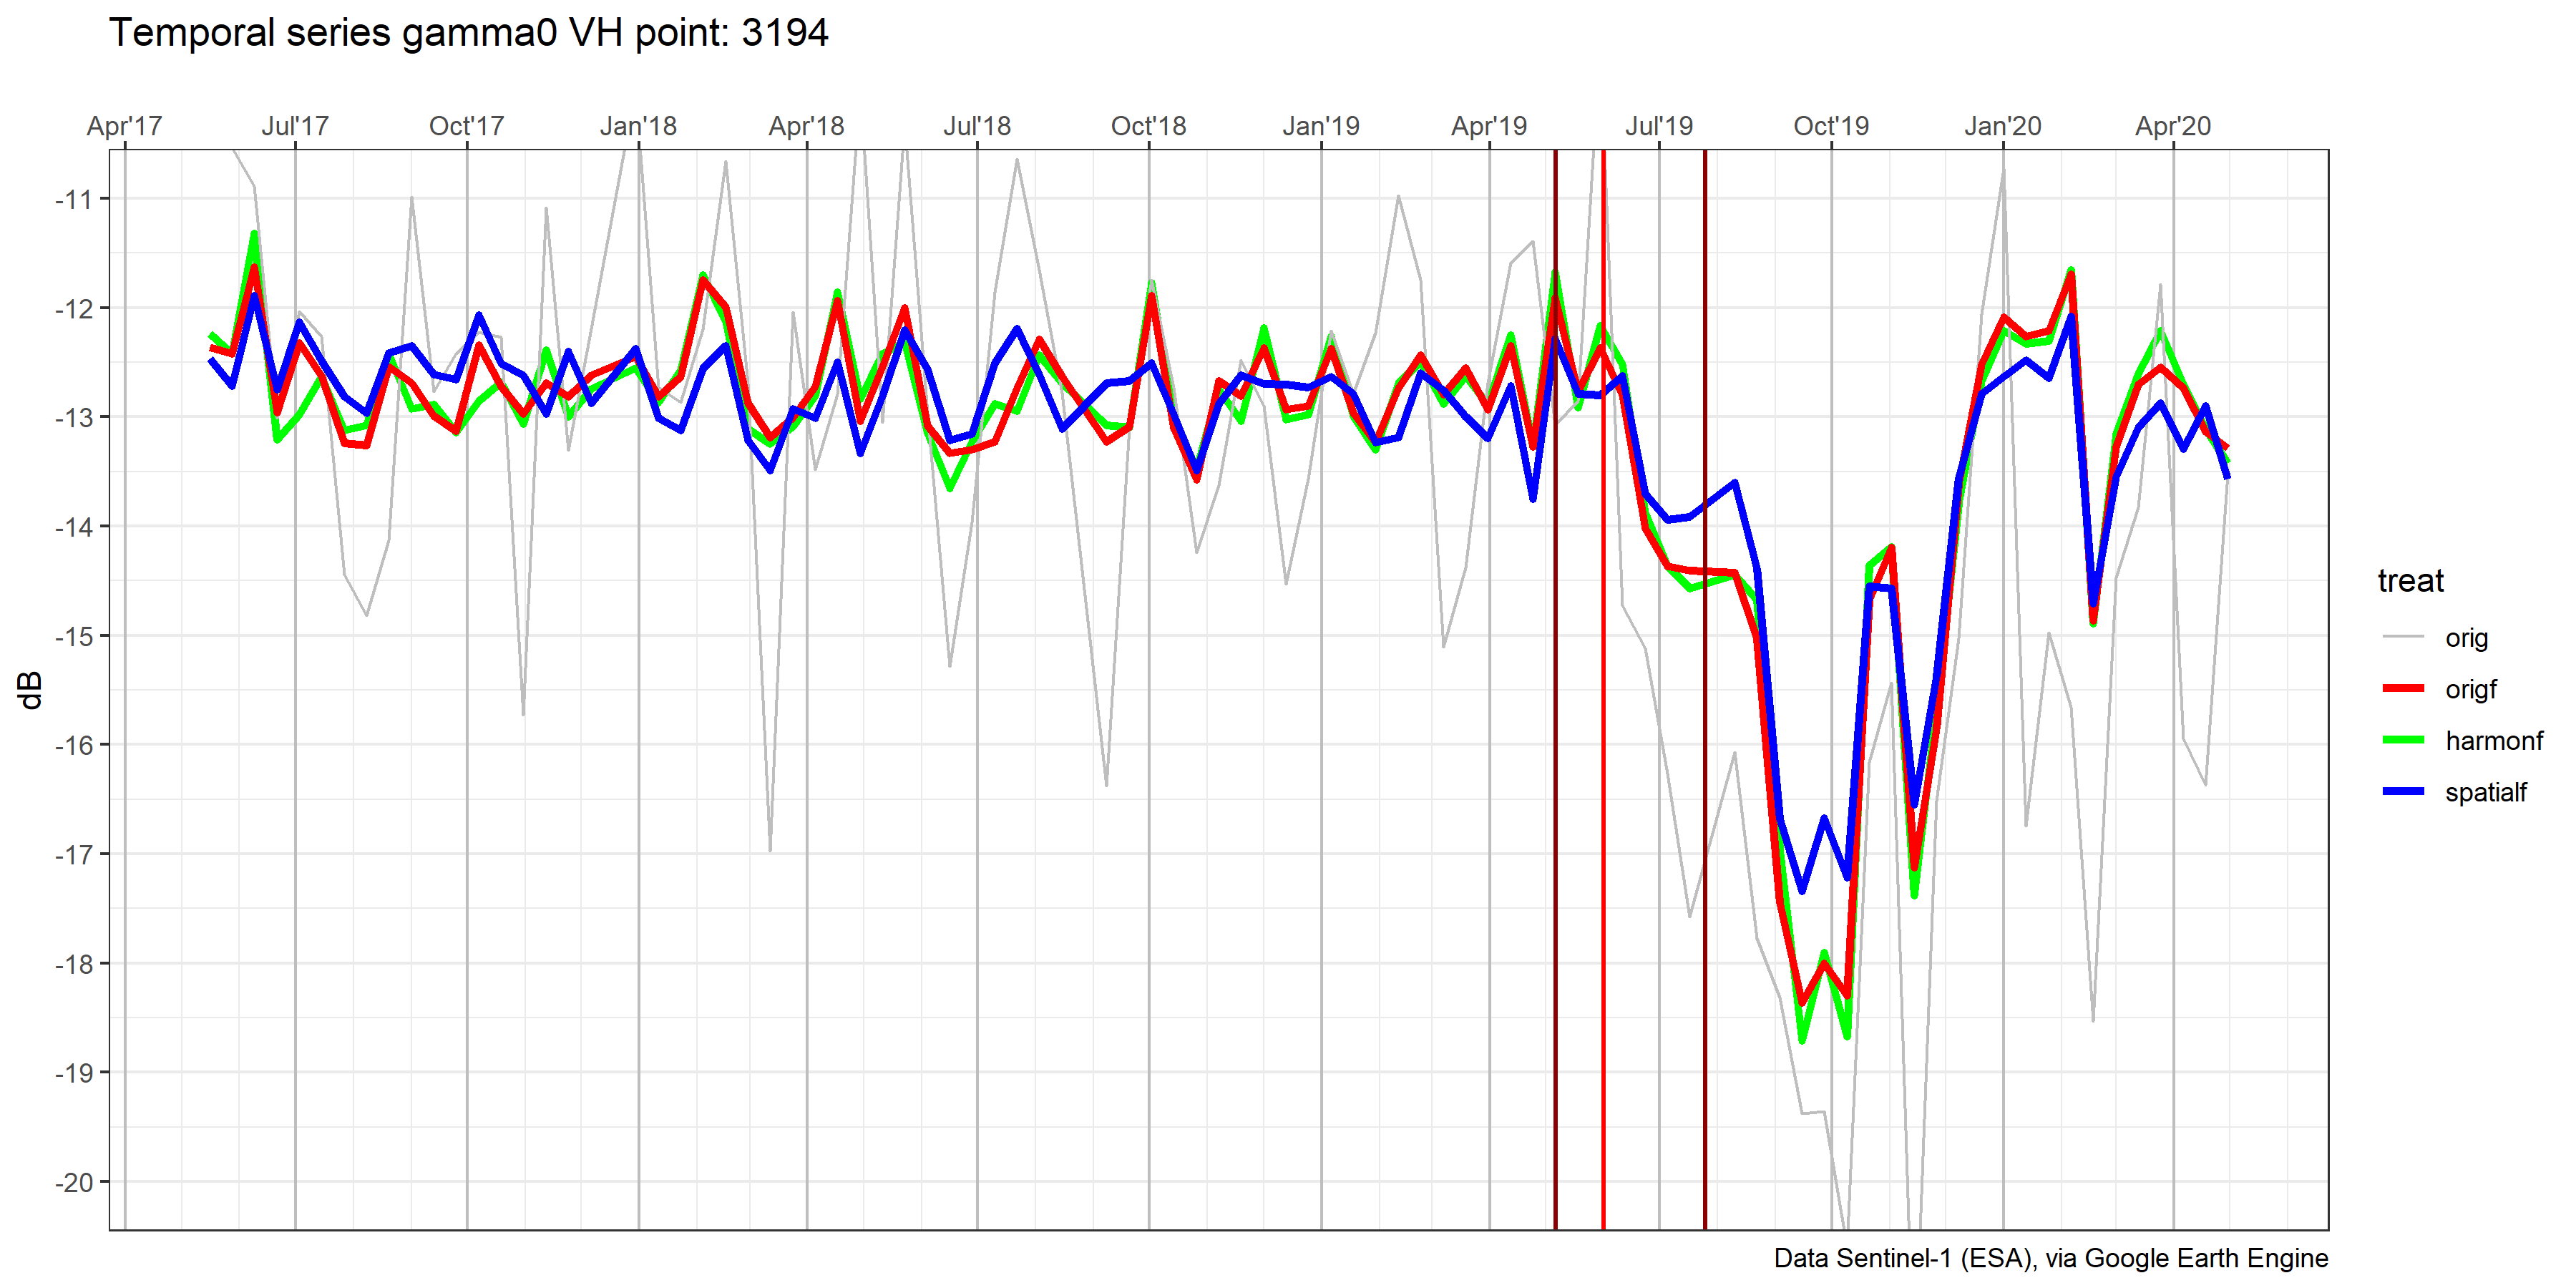 Temporal series gamma0 VH point: 3194
Apr'17 Jul'17 Oct'17 Jan'18 Apr'18 Jul'18 Oct'18 Jan'19 Apr'19 Jul'19 Oct'19 Jan'20 Apr'20
-11
-12
-13
-14
-15
-16
-17
-18
-19
-20
dB
treat
orig
origf
harmonf
spatialf
Data Sentinel-1 (ESA), via Google Earth Engine